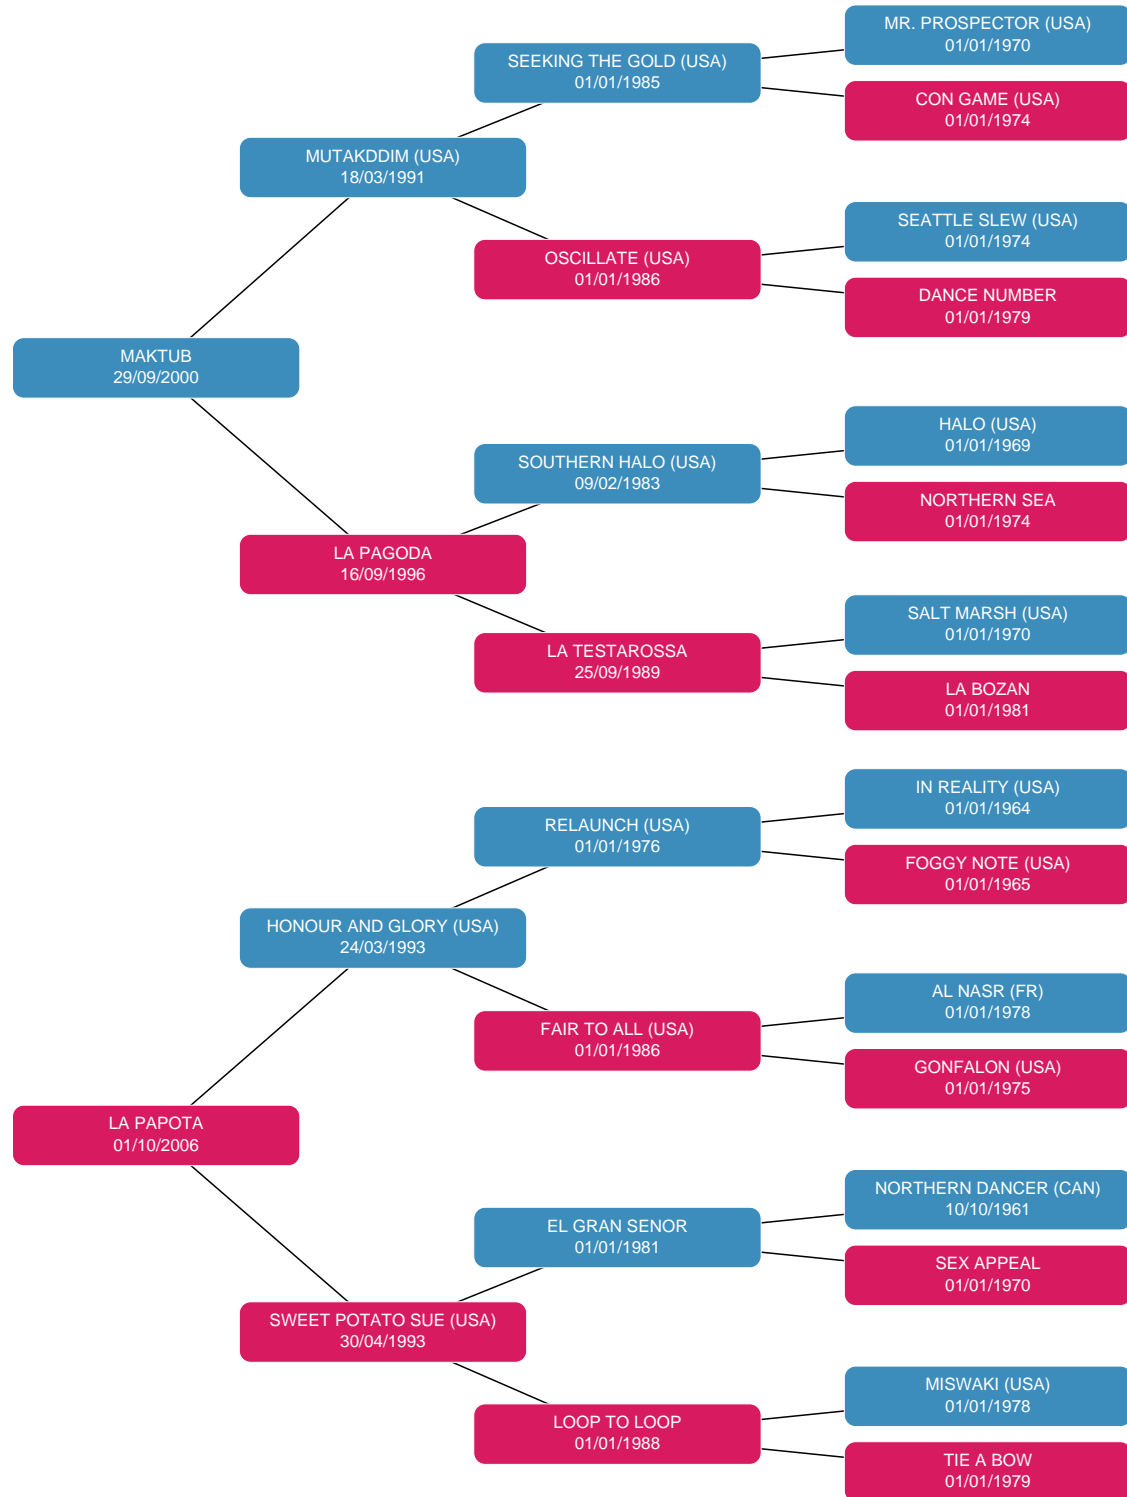 MR. PROSPECTOR (USA)
01/01/1970
SEEKING THE GOLD (USA)
01/01/1985
CON GAME (USA)
01/01/1974
MUTAKDDIM (USA)
18/03/1991
SEATTLE SLEW (USA)
01/01/1974
OSCILLATE (USA)
01/01/1986
DANCE NUMBER
01/01/1979
MAKTUB
29/09/2000
HALO (USA)
01/01/1969
SOUTHERN HALO (USA)
09/02/1983
NORTHERN SEA
01/01/1974
LA PAGODA
16/09/1996
SALT MARSH (USA)
01/01/1970
LA TESTAROSSA
25/09/1989
LA BOZAN
01/01/1981
IN REALITY (USA)
01/01/1964
RELAUNCH (USA)
01/01/1976
FOGGY NOTE (USA)
01/01/1965
HONOUR AND GLORY (USA)
24/03/1993
AL NASR (FR)
01/01/1978
FAIR TO ALL (USA)
01/01/1986
GONFALON (USA)
01/01/1975
LA PAPOTA
01/10/2006
NORTHERN DANCER (CAN)
10/10/1961
EL GRAN SENOR
01/01/1981
SEX APPEAL
01/01/1970
SWEET POTATO SUE (USA)
30/04/1993
MISWAKI (USA)
01/01/1978
LOOP TO LOOP
01/01/1988
TIE A BOW
01/01/1979